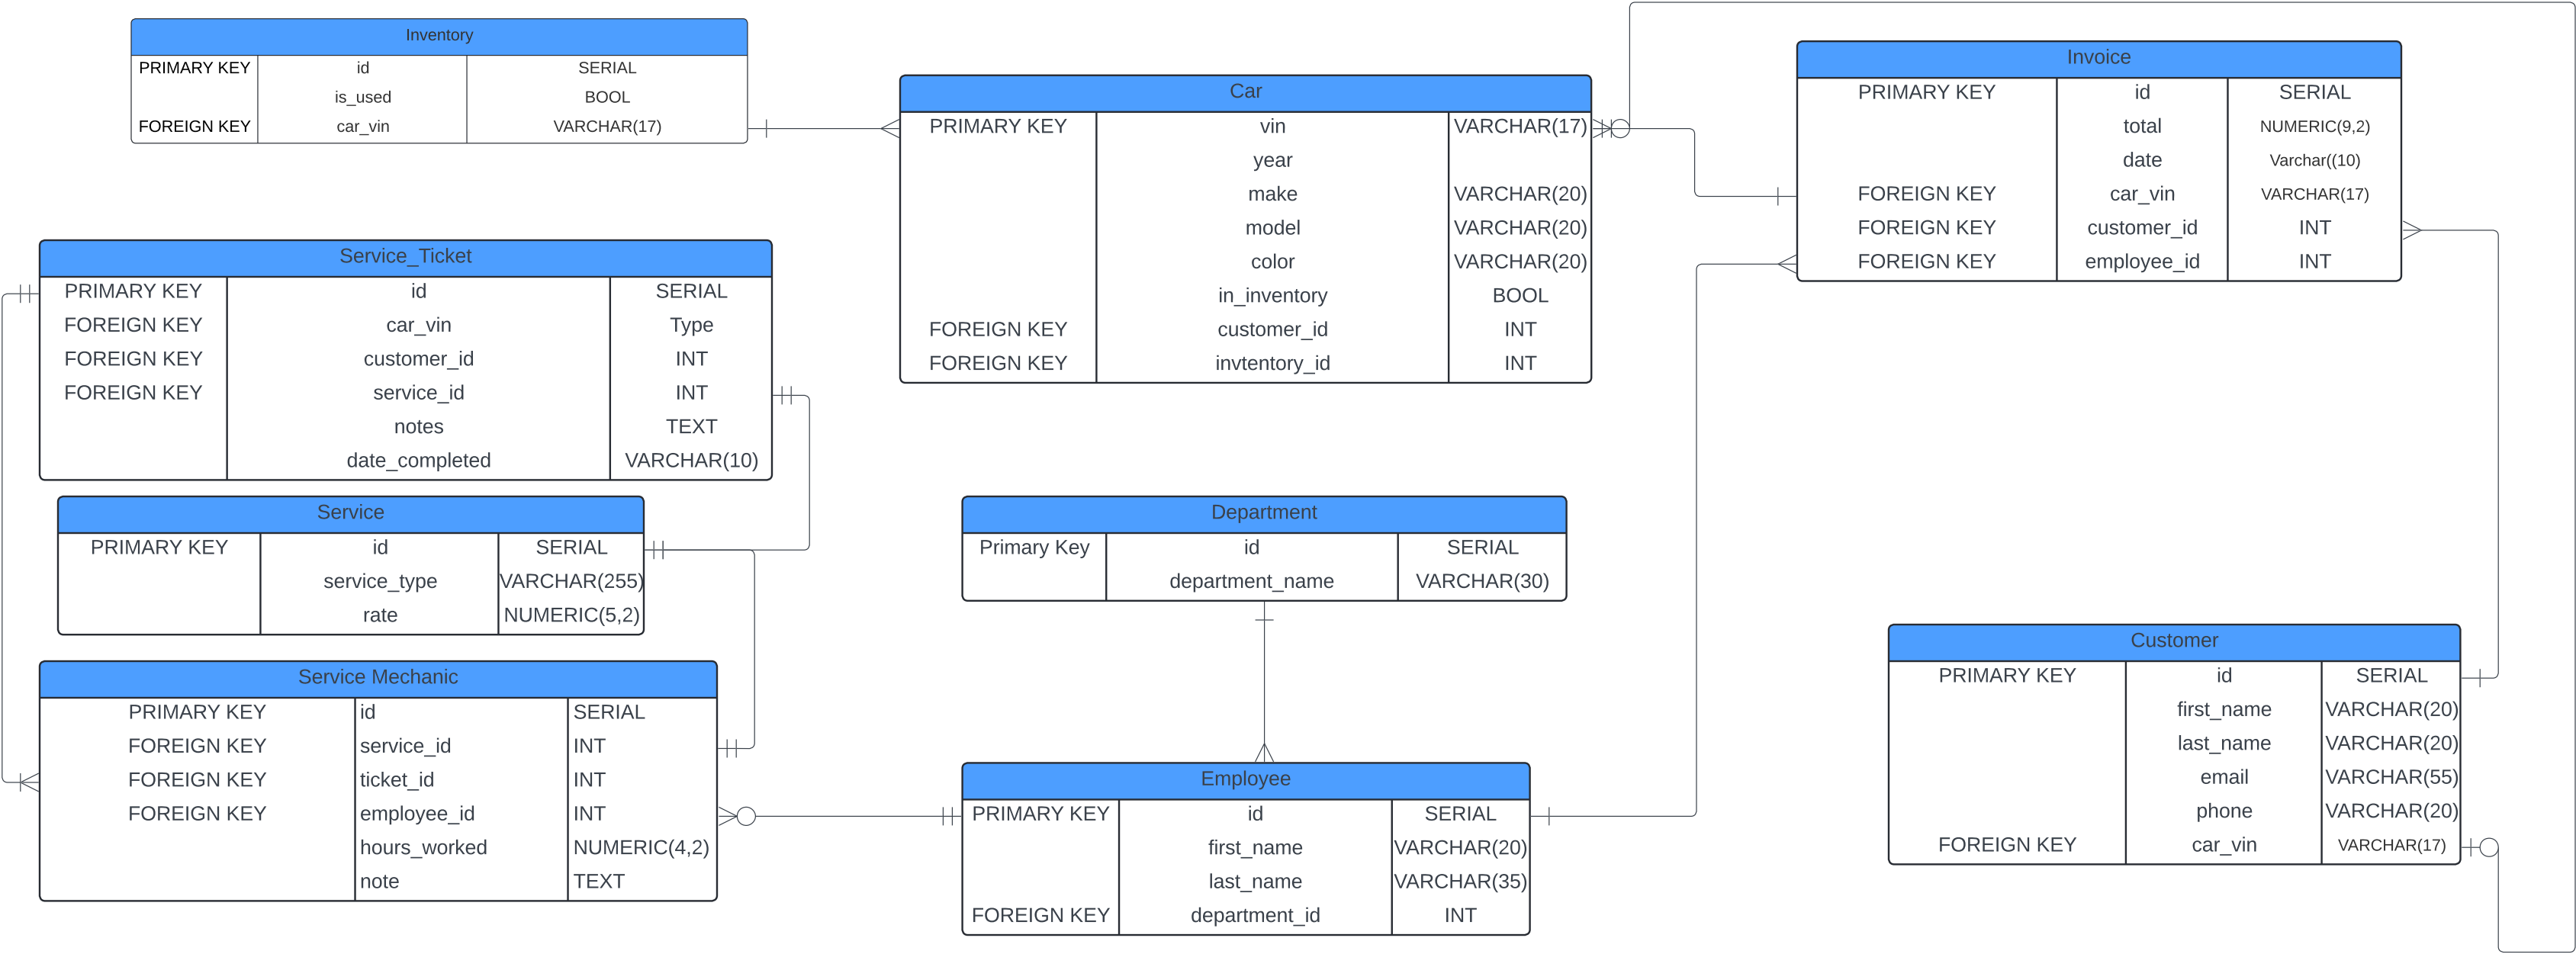 Inventory
PRIMARY KEY id SERIAL
is_used BOOL
FOREIGN KEY car_vin VARCHAR(17)
Car
PRIMARY KEY vin VARCHAR(17)
year
make VARCHAR(20)
model VARCHAR(20)
color VARCHAR(20)
in_inventory BOOL
FOREIGN KEY customer_id INT
FOREIGN KEY invtentory_id INT
Invoice
PRIMARY KEY id SERIAL
total NUMERIC(9,2)
date Varchar((10)
FOREIGN KEY car_vin VARCHAR(17)
FOREIGN KEY customer_id INT
FOREIGN KEY employee_id INT
Service_Ticket
PRIMARY KEY id SERIAL
FOREIGN KEY car_vin Type
FOREIGN KEY customer_id INT
FOREIGN KEY service_id INT
notes TEXT
date_completed VARCHAR(10)
Service
PRIMARY KEY id SERIAL
service_type VARCHAR(255)
rate NUMERIC(5,2)
Department
Primary Key id SERIAL
department_name VARCHAR(30)
Customer
PRIMARY KEY id SERIAL
first_name VARCHAR(20)
last_name VARCHAR(20)
email VARCHAR(55)
phone VARCHAR(20)
FOREIGN KEY car_vin VARCHAR(17)
Service Mechanic
PRIMARY KEY id SERIAL
FOREIGN KEY service_id INT
FOREIGN KEY ticket_id INT
FOREIGN KEY employee_id INT
hours_worked NUMERIC(4,2)
note TEXT
Employee
PRIMARY KEY id SERIAL
first_name VARCHAR(20)
last_name VARCHAR(35)
FOREIGN KEY department_id INT